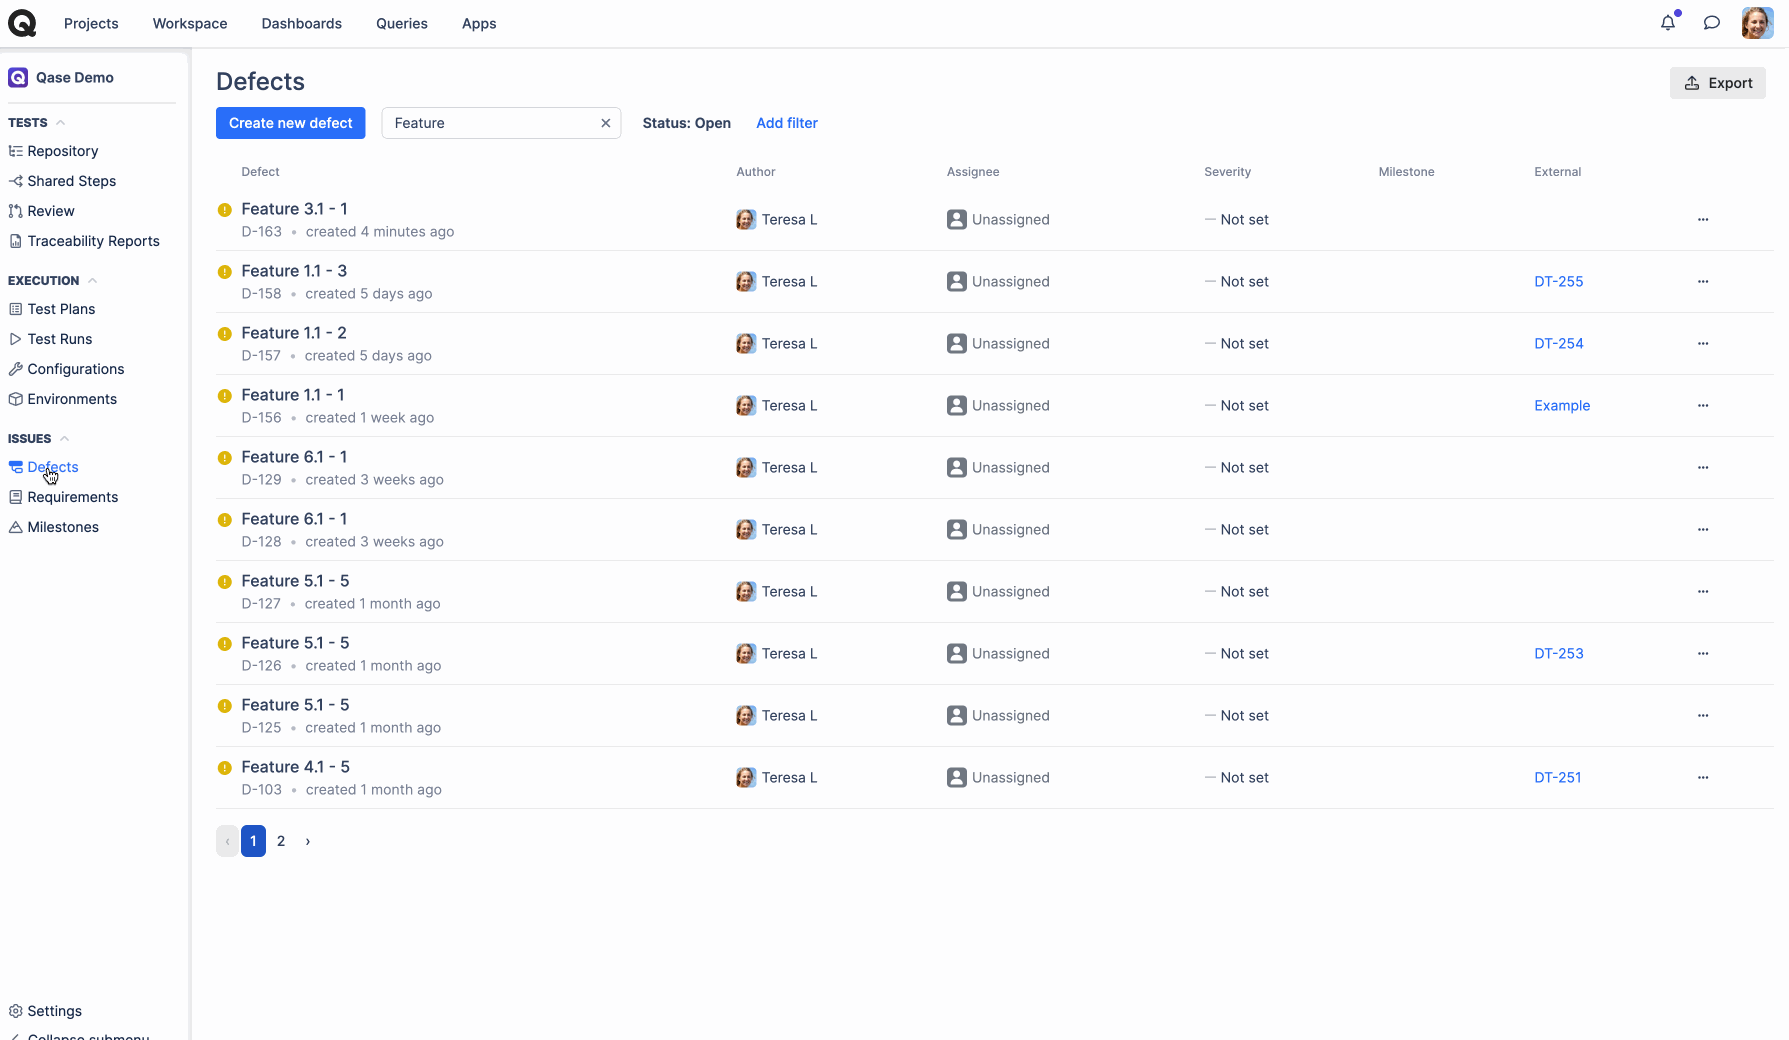 Projects Workspace Dashboards Queries Apps
Qase Demo
TESTS
Repository
Shared Steps
Review
Traceability Reports
EXECUTION
Test Plans
Test Runs
Configurations
Environments
ISSUES
Defects
Requirements
Milestones
Settings
Collapse submenu
Defects
Export
Create new defect Feature Status: Open Add filter
Defect Author Assignee Severity Milestone External
Feature 3.1 - 1
D-163 • created 4 minutes ago Teresa L Unassigned — Not set
Feature 1.1 - 3
D-158 • created 5 days ago Teresa L Unassigned — Not set DT-255
Feature 1.1 - 2
D-157 • created 5 days ago Teresa L Unassigned — Not set DT-254
Feature 1.1 - 1
D-156 • created 1 week ago Teresa L Unassigned — Not set Example
Feature 6.1 - 1
D-129 • created 3 weeks ago Teresa L Unassigned — Not set
Feature 6.1 - 1
D-128 • created 3 weeks ago Teresa L Unassigned — Not set
Feature 5.1 - 5
D-127 • created 1 month ago Teresa L Unassigned — Not set
Feature 5.1 - 5
D-126 • created 1 month ago Teresa L Unassigned — Not set DT-253
Feature 5.1 - 5
D-125 • created 1 month ago Teresa L Unassigned — Not set
Feature 4.1 - 5
D-103 • created 1 month ago Teresa L Unassigned — Not set DT-251
‹ 1 2 ›